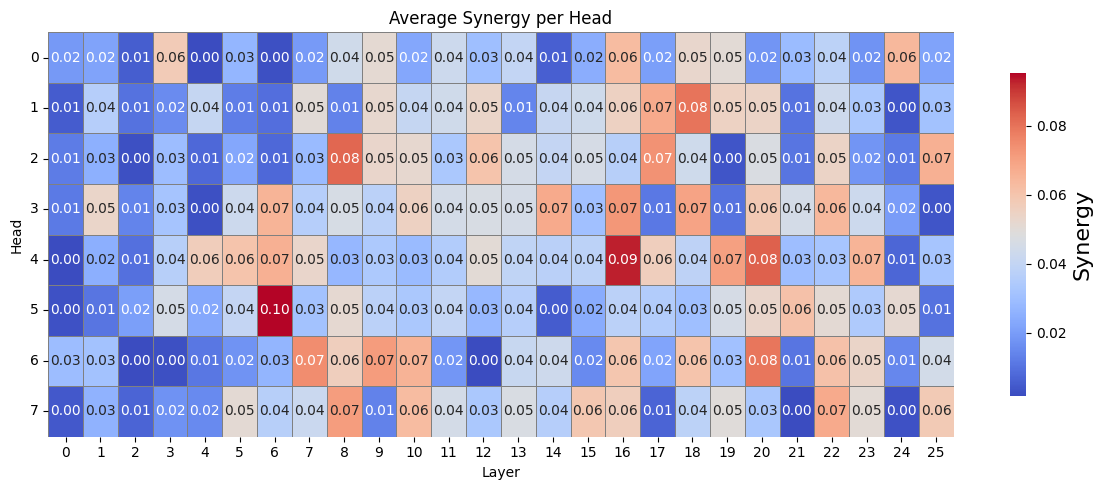 Average Synergy per Head
0 0.02 0.02 0.01 0.06 0.00 0.03 0.00 0.02 0.04 0.05 0.02 0.04 0.03 0.04 0.01 0.02 0.06 0.02 0.05 0.05 0.02 0.03 0.04 0.02 0.06 0.02
1 0.01 0.04 0.01 0.02 0.04 0.01 0.01 0.05 0.01 0.05 0.04 0.04 0.05 0.01 0.04 0.04 0.06 0.07 0.08 0.05 0.05 0.01 0.04 0.03 0.00 0.03
2 0.01 0.03 0.00 0.03 0.01 0.02 0.01 0.03 0.08 0.05 0.05 0.03 0.06 0.05 0.04 0.05 0.04 0.07 0.04 0.00 0.05 0.01 0.05 0.02 0.01 0.07
3 0.01 0.05 0.01 0.03 0.00 0.04 0.07 0.04 0.05 0.04 0.06 0.04 0.05 0.05 0.07 0.03 0.07 0.01 0.07 0.01 0.06 0.04 0.06 0.04 0.02 0.00
4 0.00 0.02 0.01 0.04 0.06 0.06 0.07 0.05 0.03 0.03 0.03 0.04 0.05 0.04 0.04 0.04 0.09 0.06 0.04 0.07 0.08 0.03 0.03 0.07 0.01 0.03
5 0.00 0.01 0.02 0.05 0.02 0.04 0.10 0.03 0.05 0.04 0.03 0.04 0.03 0.04 0.00 0.02 0.04 0.04 0.03 0.05 0.05 0.06 0.05 0.03 0.05 0.01
6 0.03 0.03 0.00 0.00 0.01 0.02 0.03 0.07 0.06 0.07 0.07 0.02 0.00 0.04 0.04 0.02 0.06 0.02 0.06 0.03 0.08 0.01 0.06 0.05 0.01 0.04
7 0.00 0.03 0.01 0.02 0.02 0.05 0.04 0.04 0.07 0.01 0.06 0.04 0.03 0.05 0.04 0.06 0.06 0.01 0.04 0.05 0.03 0.00 0.07 0.05 0.00 0.06
0 1 2 3 4 5 6 7 8 9 10 11 12 13 14 15 16 17 18 19 20 21 22 23 24 25
Layer
Head
0.08
0.06
0.04
0.02
Synergy